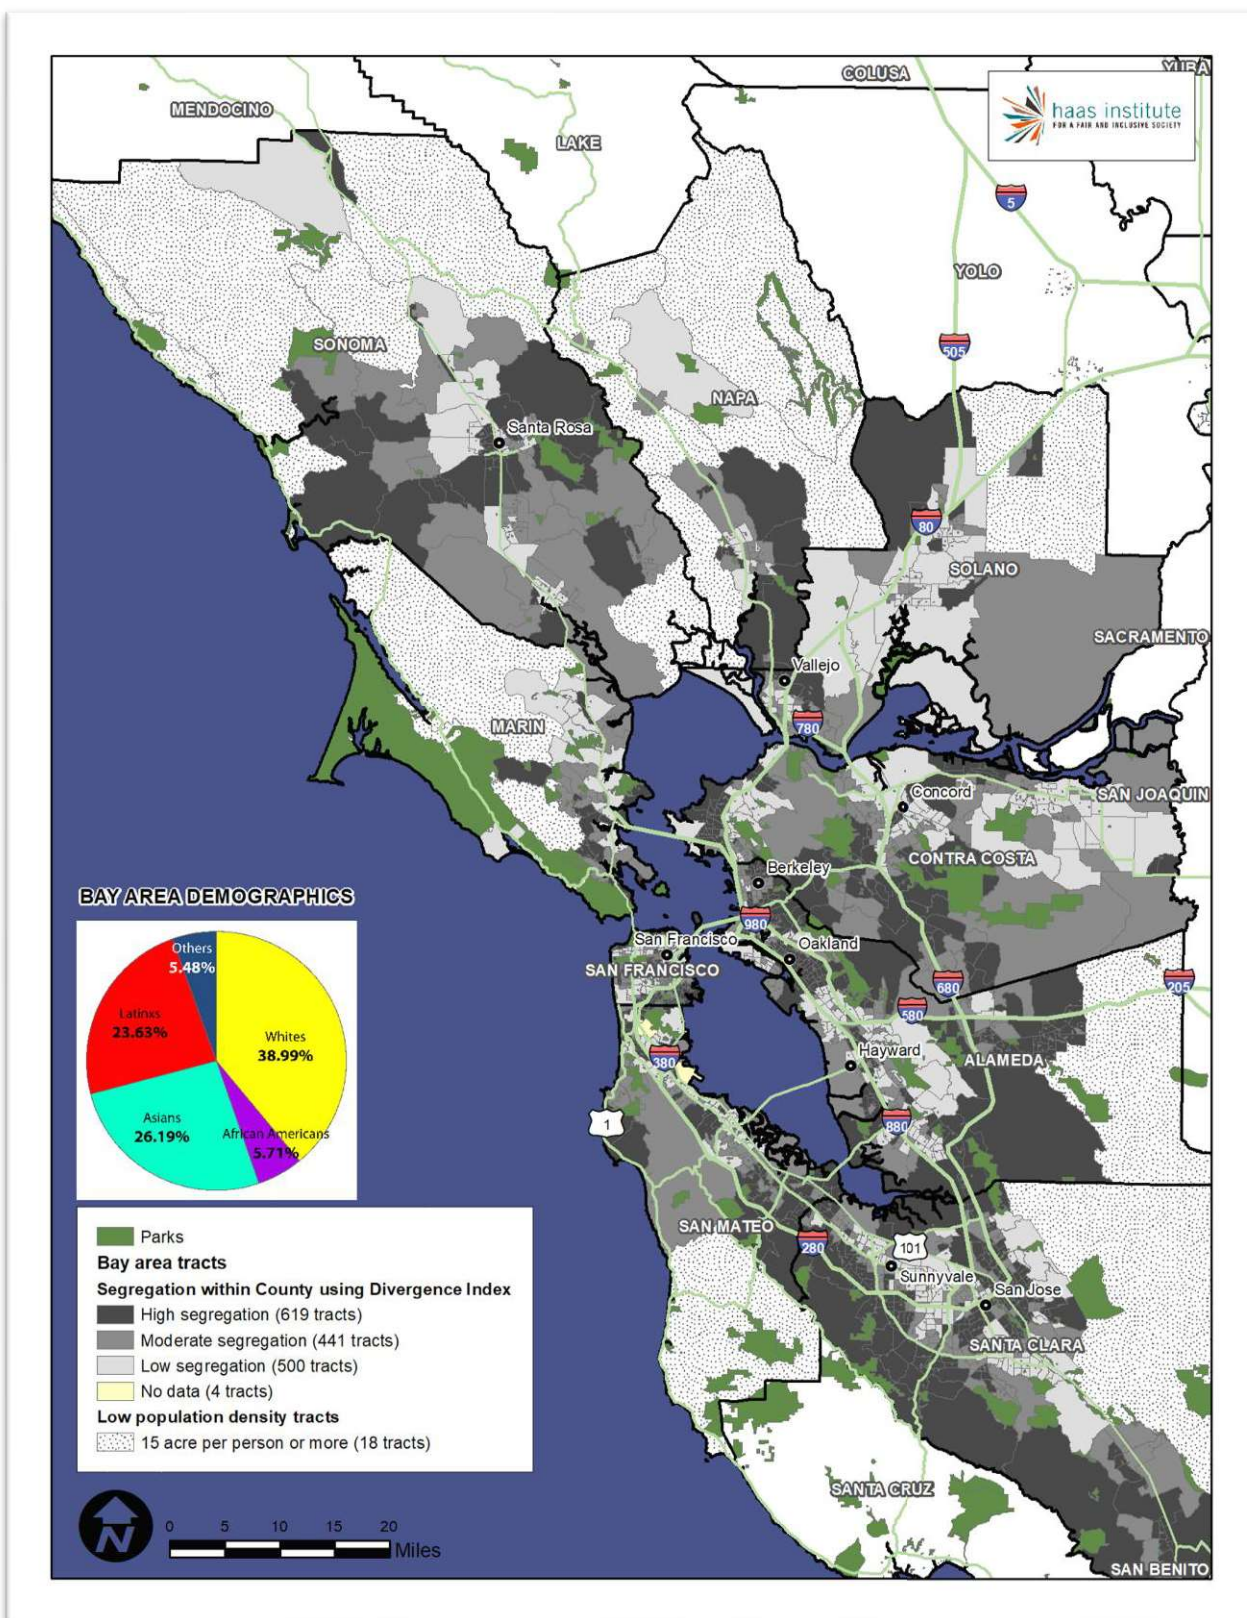 COLUSA
YUBA
MENDOCINO
haas institute
FOR A FAIR AND INCLUSIVE SOCIETY
LAKE
5
YOLO
SONOMA
505
NAPA
Santa Rosa
80
SOLANO
SACRAMENTO
Vallejo
MARIN
780
Concord
SAN JOAQUIN
CONTRA COSTA
Berkeley
980
San Francisco
Oakland
SAN FRANCISCO
680
205
580
Hayward
ALAMEDA
380
1
880
SAN MATEO
280
101
Sunnyvale
San Jose
SANTA CLARA
SANTA CRUZ
SAN BENITO
BAY AREA DEMOGRAPHICS
Others
5.48%
Latinxs
23.63%
Whites
38.99%
Asians
26.19%
African Americans
5.71%
Parks
Bay area tracts
Segregation within County using Divergence Index
High segregation (619 tracts)
Moderate segregation (441 tracts)
Low segregation (500 tracts)
No data (4 tracts)
Low population density tracts
15 acre per person or more (18 tracts)
N
0 5 10 15 20
Miles